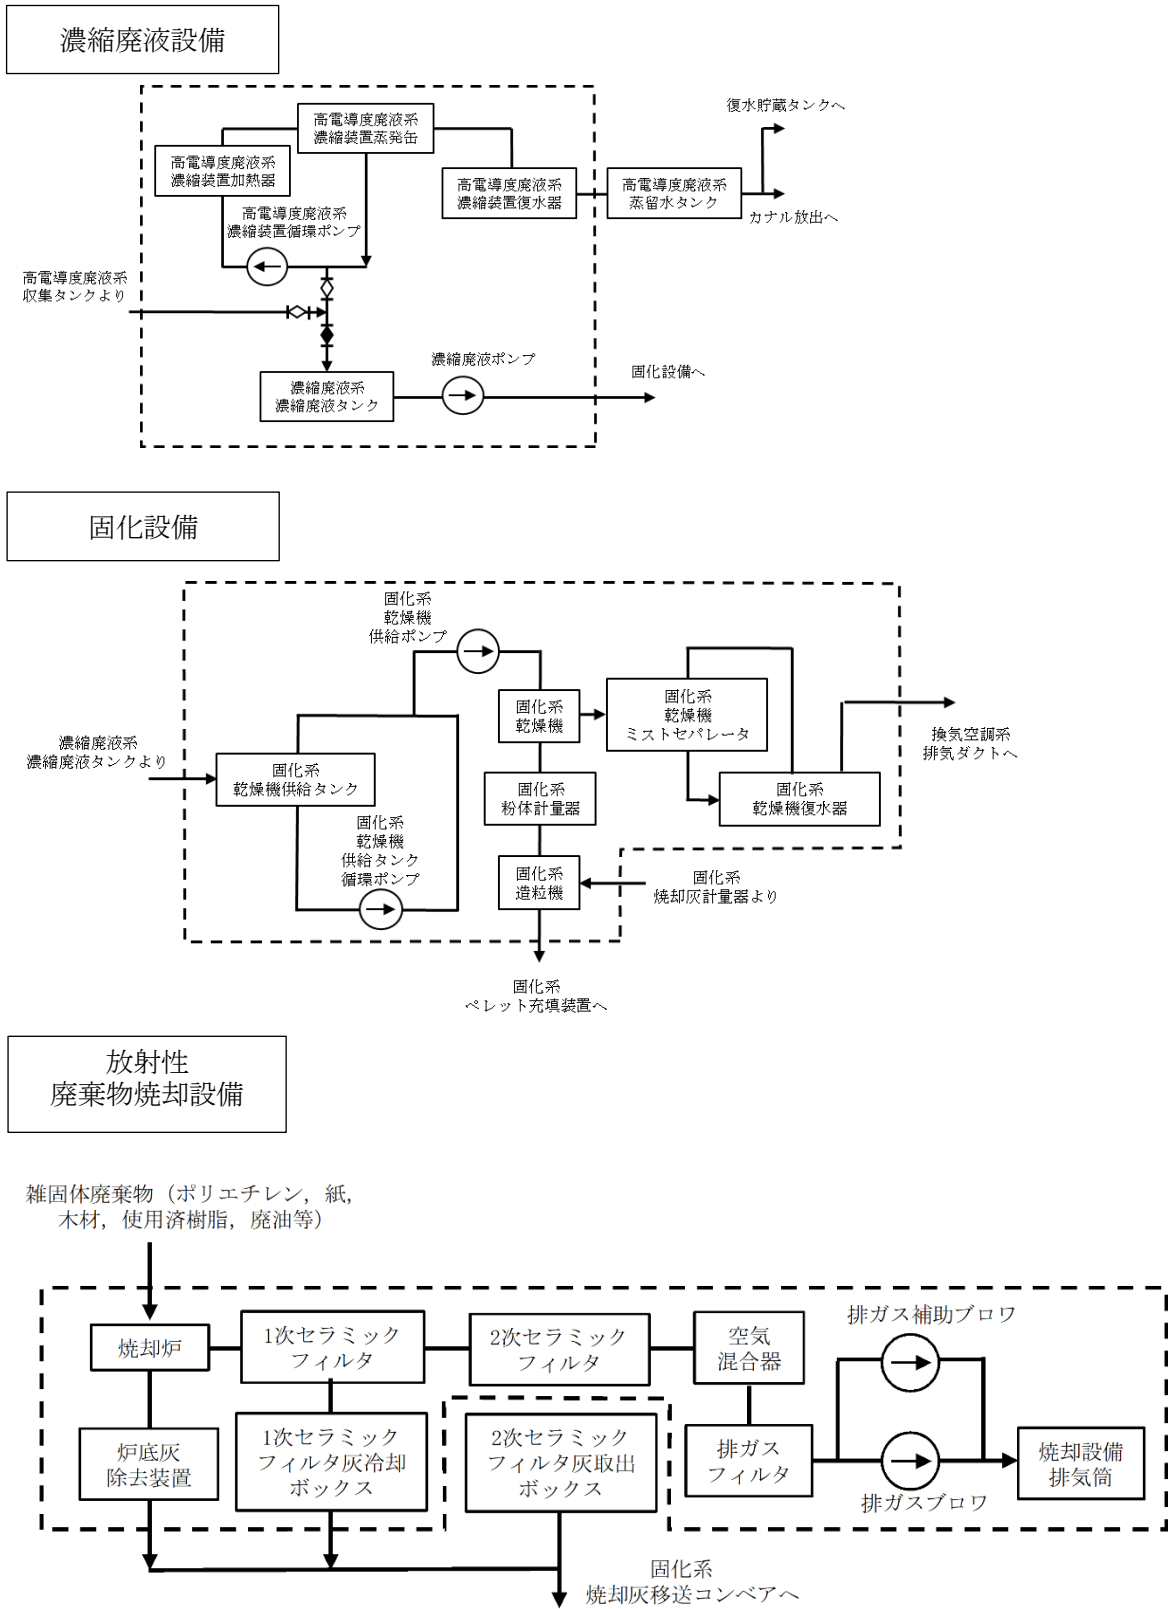 濃縮廃液設備
高電導度廃液系
濃縮装置蒸発缶
復水貯蔵タンクへ
高電導度廃液系
濃縮装置加熱器
高電導度廃液系
濃縮装置復水器
高電導度廃液系
蒸留水タンク
カナル放出へ
高電導度廃液系
濃縮装置循環ポンプ
高電導度廃液系
収集タンクより
濃縮廃液ポンプ
濃縮廃液系
濃縮廃液タンク
固化設備へ
固化設備
固化系
乾燥機
供給ポンプ
固化系
乾燥機
固化系
乾燥機
ミストセパレータ
換気空調系
排気ダクトへ
濃縮廃液系
濃縮廃液タンクより
固化系
乾燥機供給タンク
固化系
粉体計量器
固化系
乾燥機復水器
固化系
乾燥機
供給タンク
循環ポンプ
固化系
造粒機
固化系
焼却灰計量器より
固化系
ペレット充填装置へ
放射性
廃棄物焼却設備
雑固体廃棄物（ポリエチレン，紙，
木材，使用済樹脂，廃油等）
焼却炉
1次セラミック
フィルタ
2次セラミック
フィルタ
空気
混合器
排ガス補助ブロワ
炉底灰
除去装置
1次セラミック
フィルタ灰冷却
ボックス
2次セラミック
フィルタ灰取出
ボックス
排ガス
フィルタ
排ガスブロワ
焼却設備
排気筒
固化系
焼却灰移送コンベアへ